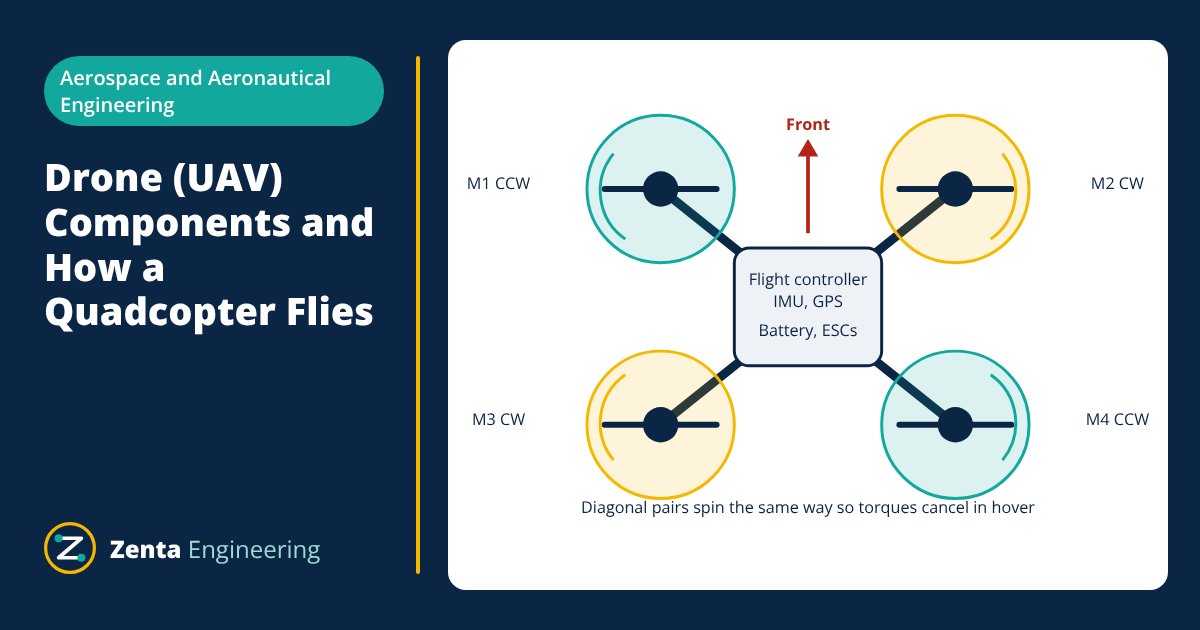 Aerospace and Aeronautical
Engineering
Drone (UAV)
Components and
How a
Quadcopter Flies
Zenta Engineering
Front
M1 CCW
M2 CW
Flight controller
IMU, GPS
Battery, ESCs
M3 CW
M4 CCW
Diagonal pairs spin the same way so torques cancel in hover